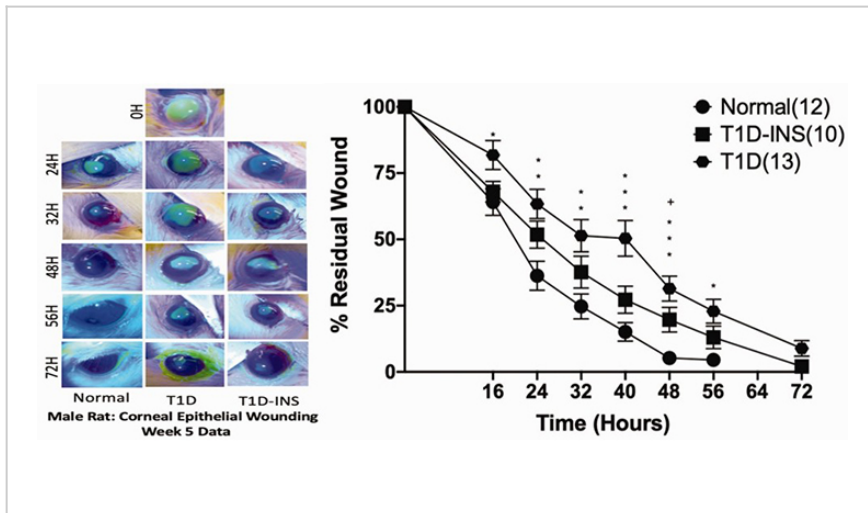 0H
24H
32H
48H
56H
72H
Normal T1D T1D-INS
Male Rat: Corneal Epithelial Wounding
Week 5 Data
% Residual Wound
100
75
50
25
0
16 24 32 40 48 56 64 72
Time (Hours)
Normal(12)
T1D-INS(10)
T1D(13)
*
* *
* *
* * *
+ * * *
*